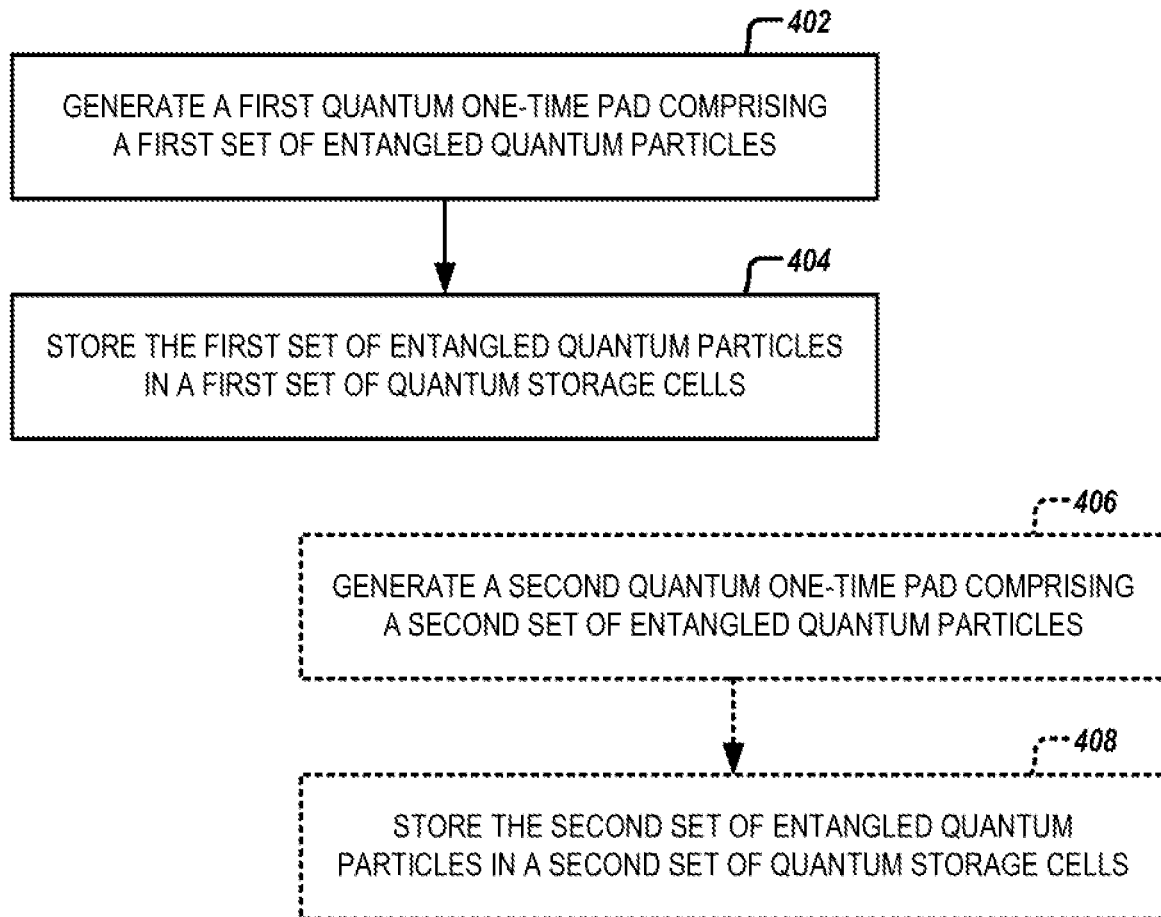 402
GENERATE A FIRST QUANTUM ONE-TIME PAD COMPRISING
A FIRST SET OF ENTANGLED QUANTUM PARTICLES
404
STORE THE FIRST SET OF ENTANGLED QUANTUM PARTICLES
IN A FIRST SET OF QUANTUM STORAGE CELLS
406
GENERATE A SECOND QUANTUM ONE-TIME PAD COMPRISING
A SECOND SET OF ENTANGLED QUANTUM PARTICLES
408
STORE THE SECOND SET OF ENTANGLED QUANTUM
PARTICLES IN A SECOND SET OF QUANTUM STORAGE CELLS